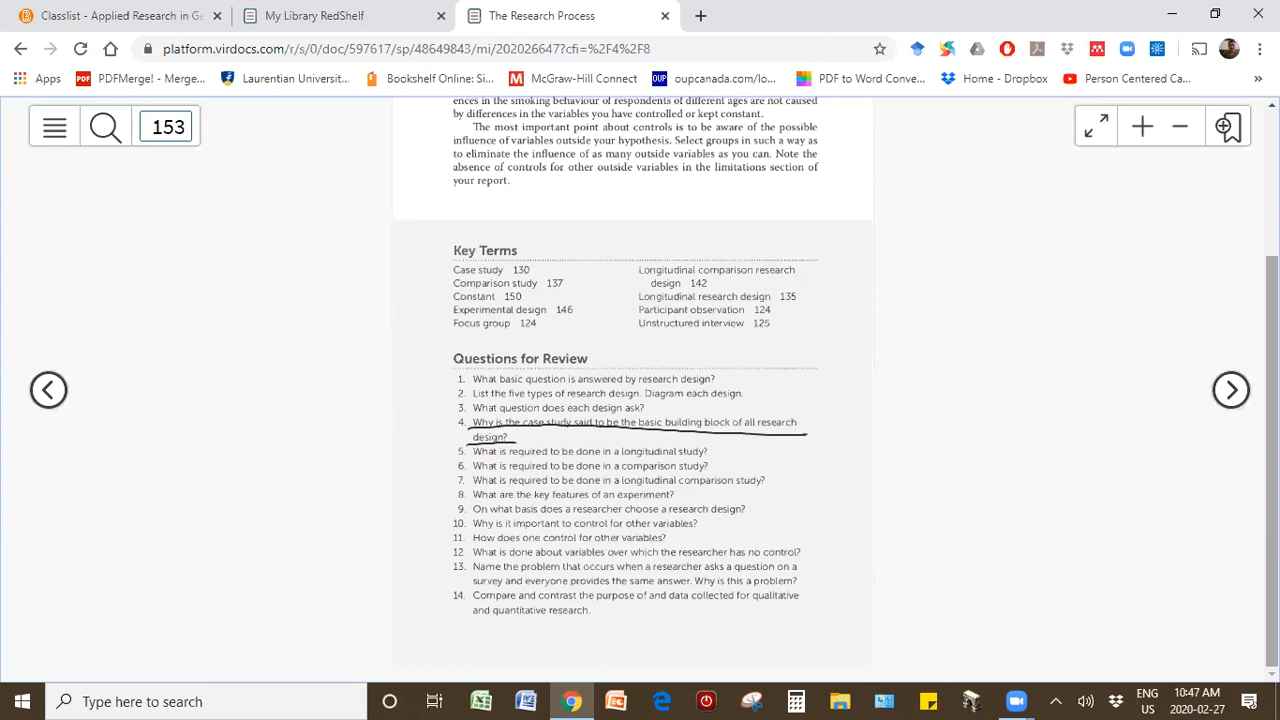 Classlist - Applied Research in Ge
My Library RedShelf
The Research Process
platform.virdocs.com/r/s/0/doc/597617/sp/48649843/mi/202026647?cfi=%2F4%2F8
Apps
PDFMerge! - Merge...
Laurentian Universit...
Bookshelf Online: Si...
McGraw-Hill Connect
oupcanada.com/lo...
PDF to Word Conve...
Home - Dropbox
Person Centered Ca...
153
ences in the smoking behaviour of respondents of different ages are not caused
by differences in the variables you have controlled or kept constant.
The most important point about controls is to be aware of the possible
influence of variables outside your hypothesis. Select groups in such a way as
to eliminate the influence of as many outside variables as you can. Note the
absence of controls for other outside variables in the limitations section of
your report.
Key Terms
Case study 130
Comparison study 137
Constant 150
Experimental design 146
Focus group 124
Longitudinal comparison research
design 142
Longitudinal research design 135
Participant observation 124
Unstructured interview 125
Questions for Review
1. What basic question is answered by research design?
2. List the five types of research design. Diagram each design.
3. What question does each design ask?
4. Why is the case study said to be the basic building block of all research
design?
5. What is required to be done in a longitudinal study?
6. What is required to be done in a comparison study?
7. What is required to be done in a longitudinal comparison study?
8. What are the key features of an experiment?
9. On what basis does a researcher choose a research design?
10. Why is it important to control for other variables?
11. How does one control for other variables?
12. What is done about variables over which the researcher has no control?
13. Name the problem that occurs when a researcher asks a question on a
survey and everyone provides the same answer. Why is this a problem?
14. Compare and contrast the purpose of and data collected for qualitative
and quantitative research.
Type here to search
ENG
US
10:47 AM
2020-02-27